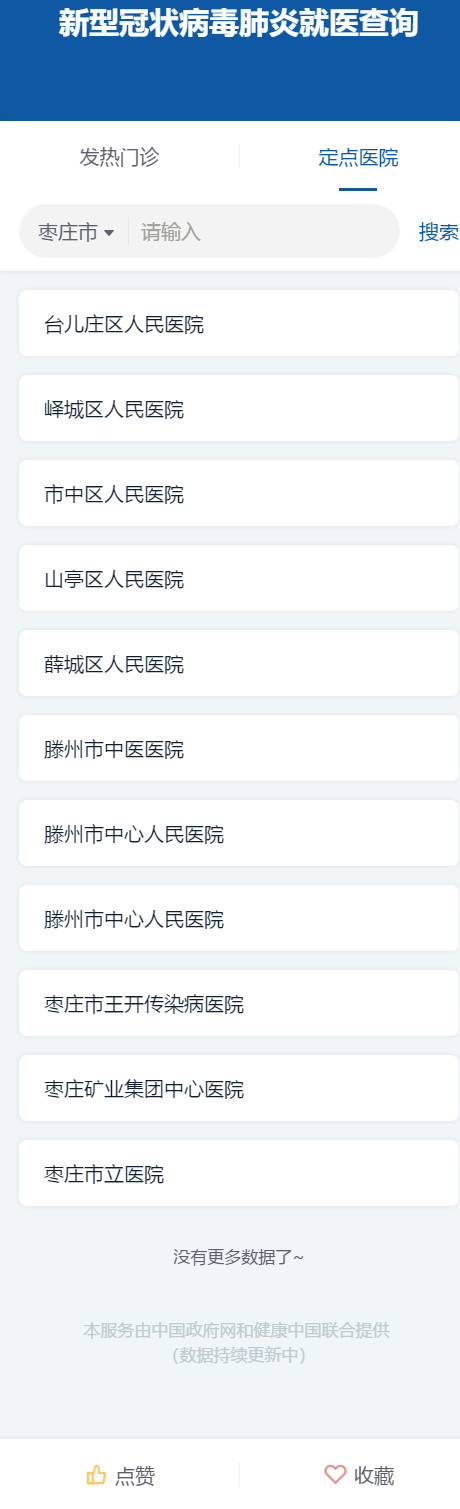 新型冠状病毒肺炎就医查询
发热门诊 定点医院
枣庄市 请输入 搜索
台儿庄区人民医院
峄城区人民医院
市中区人民医院
山亭区人民医院
薛城区人民医院
滕州市中医医院
滕州市中心人民医院
滕州市中心人民医院
枣庄市王开传染病医院
枣庄矿业集团中心医院
枣庄市立医院
没有更多数据了~
本服务由中国政府网和健康中国联合提供
（数据持续更新中）
点赞 收藏